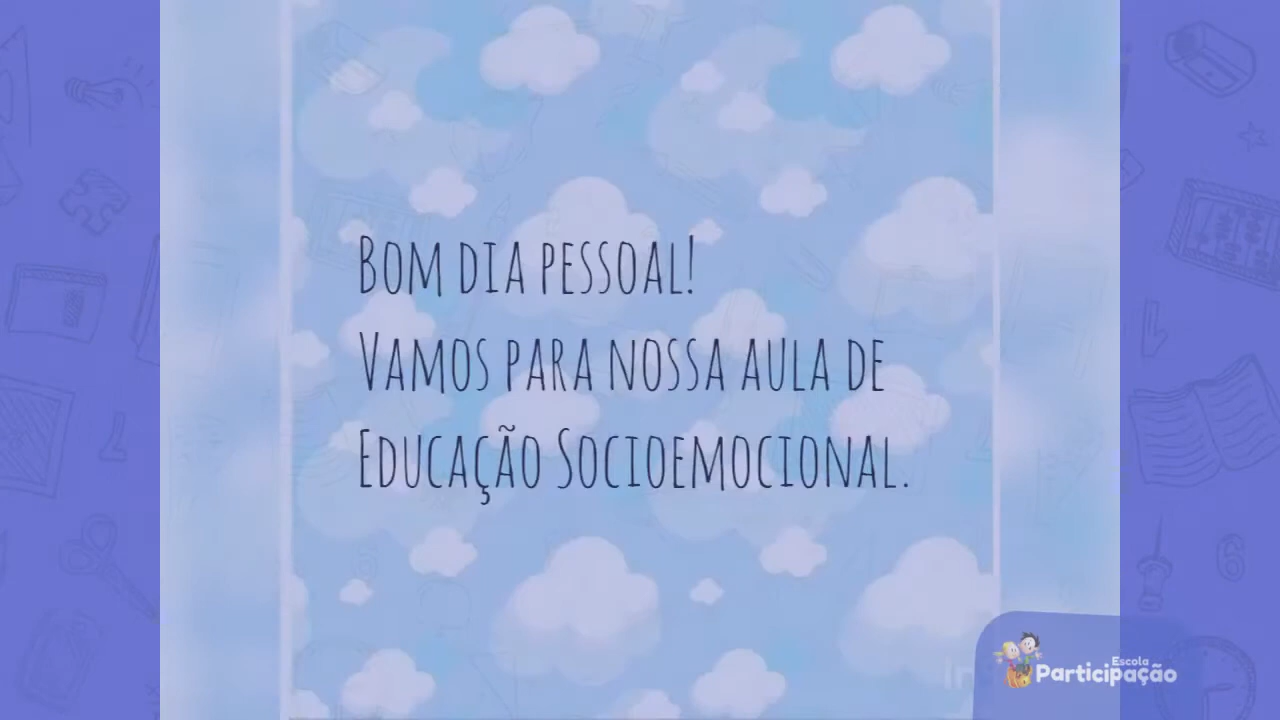 Bom dia pessoal!
Vamos para nossa aula de
Educação Socioemocional.
Escola
Participação